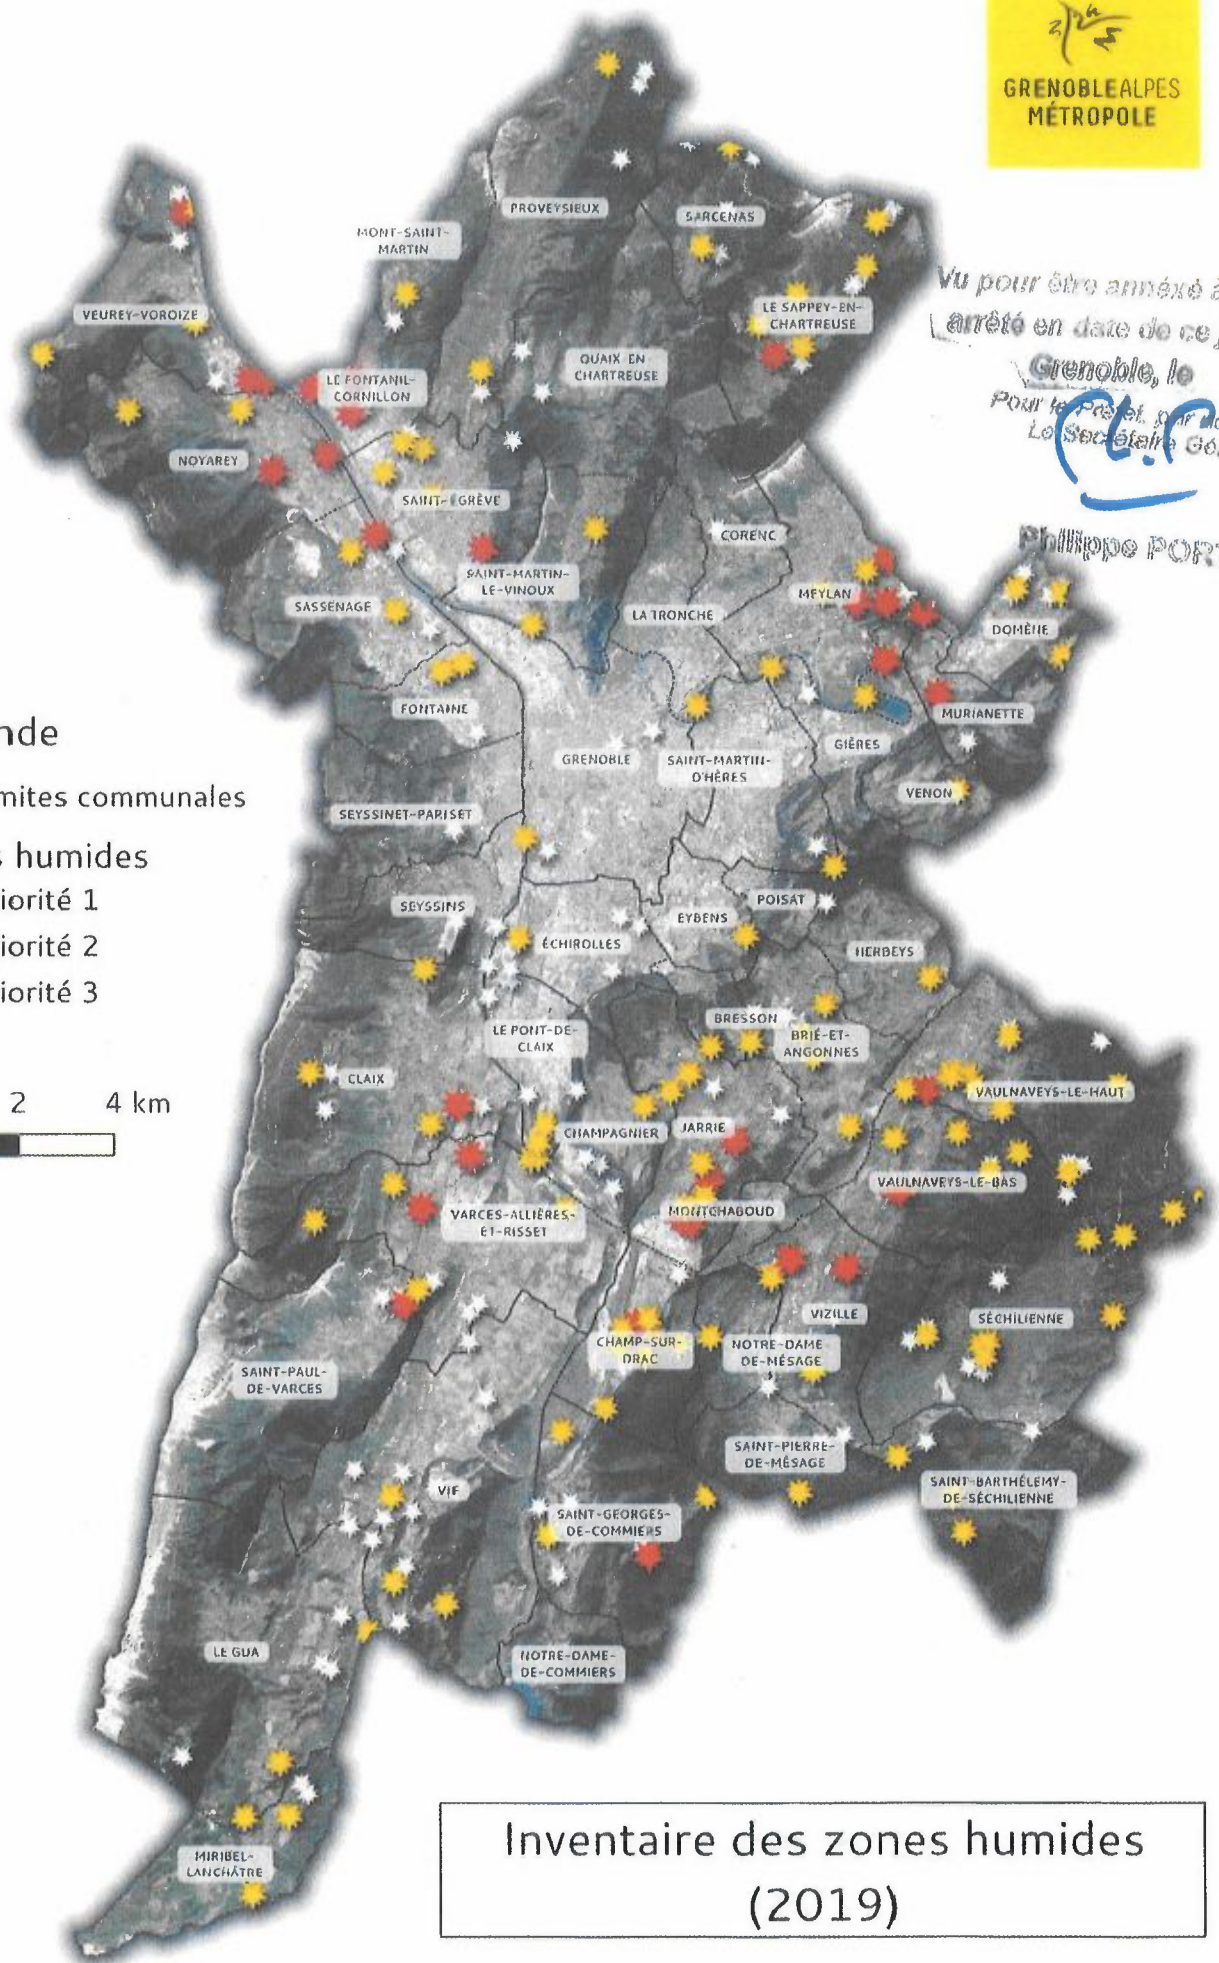 GRENOBLEALPES
MÉTROPOLE
PROVEYSIEUX
SARCENAS
MONT-SAINT-
MARTIN
Vu pour être annexé à
arrêté en date de ce
Grenoble, le
Pour le Préfet, par
Le Secrétaire
Philippe
VEUREY-VOROIZE
LE SAPPEY-EN-
CHARTREUSE
QUAIX EN
CHARTREUSE
LE FONTANIL-
CORNILLON
NOYAREY
SAINT-EGRÈVE
CORENC
SAINT-MARTIN-
LE-VINOUX
MEYLAN
SASSENAGE
LA TRONCHE
DOMÈNE
FONTAINE
MURIANETTE
nde
GIÈRES
GRENOBLE
SAINT-MARTIN-
D'HÈRES
mites communales
VENON
SEYSSINET-PARISET
s humides
iorité 1
iorité 2
iorité 3
SEYSSINS
POISAT
EYBENS
ÉCHIROLLES
HERBEYS
BRESSON
LE PONT-DE-
CLAIX
BRIÉ-ET-
ANGONNES
CLAIX
VAULNAVEYS-LE-HAUT
2 4 km
CHAMPAGNIER
JARRIE
VAULNAVEYS-LE-BAS
VARCES-ALLIÈRES-
ET-RISSET
MONTCHABOUD
VIZILLE
SÉCHILIENNE
CHAMP-SUR-
DRAC
NOTRE-DAME
DE-MÉSAGE
SAINT-PAUL-
DE-VARCES
SAINT-PIERRE-
DE-MÉSAGE
VIF
SAINT-BARTHÉLEMY-
DE-SÉCHILIENNE
SAINT-GEORGES-
DE-COMMIERS
LE GUA
NOTRE-DAME-
DE-COMMIERS
Inventaire des zones humides
(2019)
MIRIBEL-
LANCHÂTRE